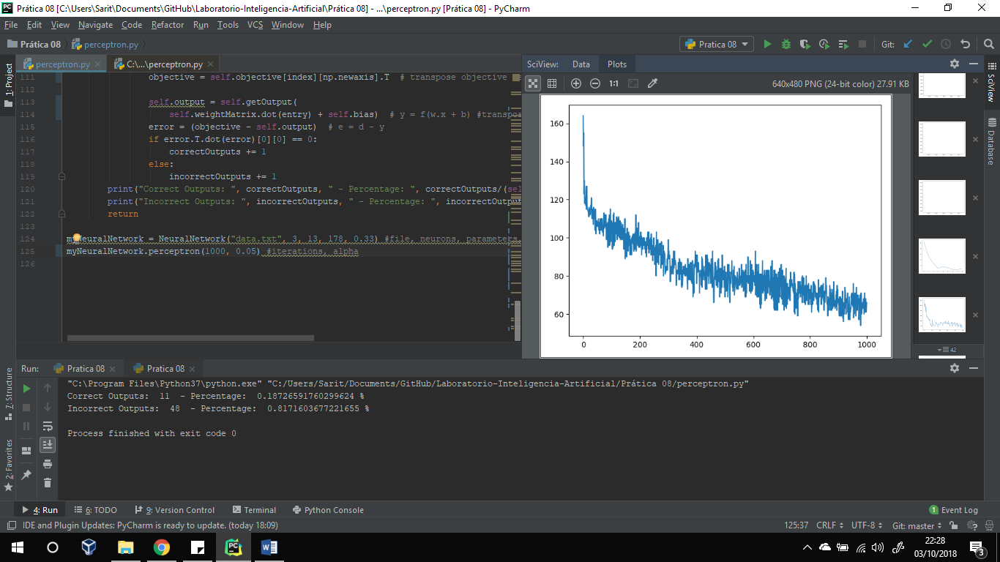 Prática 08 [C:\Users\Sarit\Documents\GitHub\Laboratorio-Inteligencia-Artificial\Prática 08] - ...\perceptron.py [Prática 08] - PyCharm
File Edit View Navigate Code Refactor Run Tools VCS Window Help
Prática 08 perceptron.py
Pratica 08 Git:
perceptron.py C:\...\perceptron.py
SciView: Data Plots
1:1 640x480 PNG (24-bit color) 27.91 KB
1: Project
7: Structure
2: Favorites
SciView
Database
111 objective = self.objective[index][np.newaxis].T # transpose objective
112
113 self.output = self.getOutput(
114 self.weightMatrix.dot(entry) + self.bias) # y = f(w.x + b) #transpos
115 error = (objective - self.output) # e = d - y
116 if error.T.dot(error)[0][0] == 0:
117 correctOutputs += 1
118 else:
119 incorrectOutputs += 1
120 print("Correct Outputs: ", correctOutputs, " - Percentage: ", correctOutputs/(sel
121 print("Incorrect Outputs: ", incorrectOutputs, " - Percentage: ", incorrectOutput
122 return
123
124 myNeuralNetwork = NeuralNetwork("data.txt", 3, 13, 178, 0.33) #file, neurons, parameters,
125 myNeuralNetwork.perceptron(1000, 0.05) #iterations, alpha
126
160
140
120
100
80
60
0 200 400 600 800 1000
42
Run: Pratica 08 Pratica 08
"C:\Program Files\Python37\python.exe" "C:/Users/Sarit/Documents/GitHub/Laboratorio-Inteligencia-Artificial/Prática 08/perceptron.py"
Correct Outputs: 11 - Percentage: 0.18726591760299624 %
Incorrect Outputs: 48 - Percentage: 0.8171603677221655 %
Process finished with exit code 0
4: Run 6: TODO 9: Version Control Terminal Python Console 1 Event Log
IDE and Plugin Updates: PyCharm is ready to update. (today 18:09) 125:37 CRLF UTF-8 Git: master
22:28
03/10/2018
3